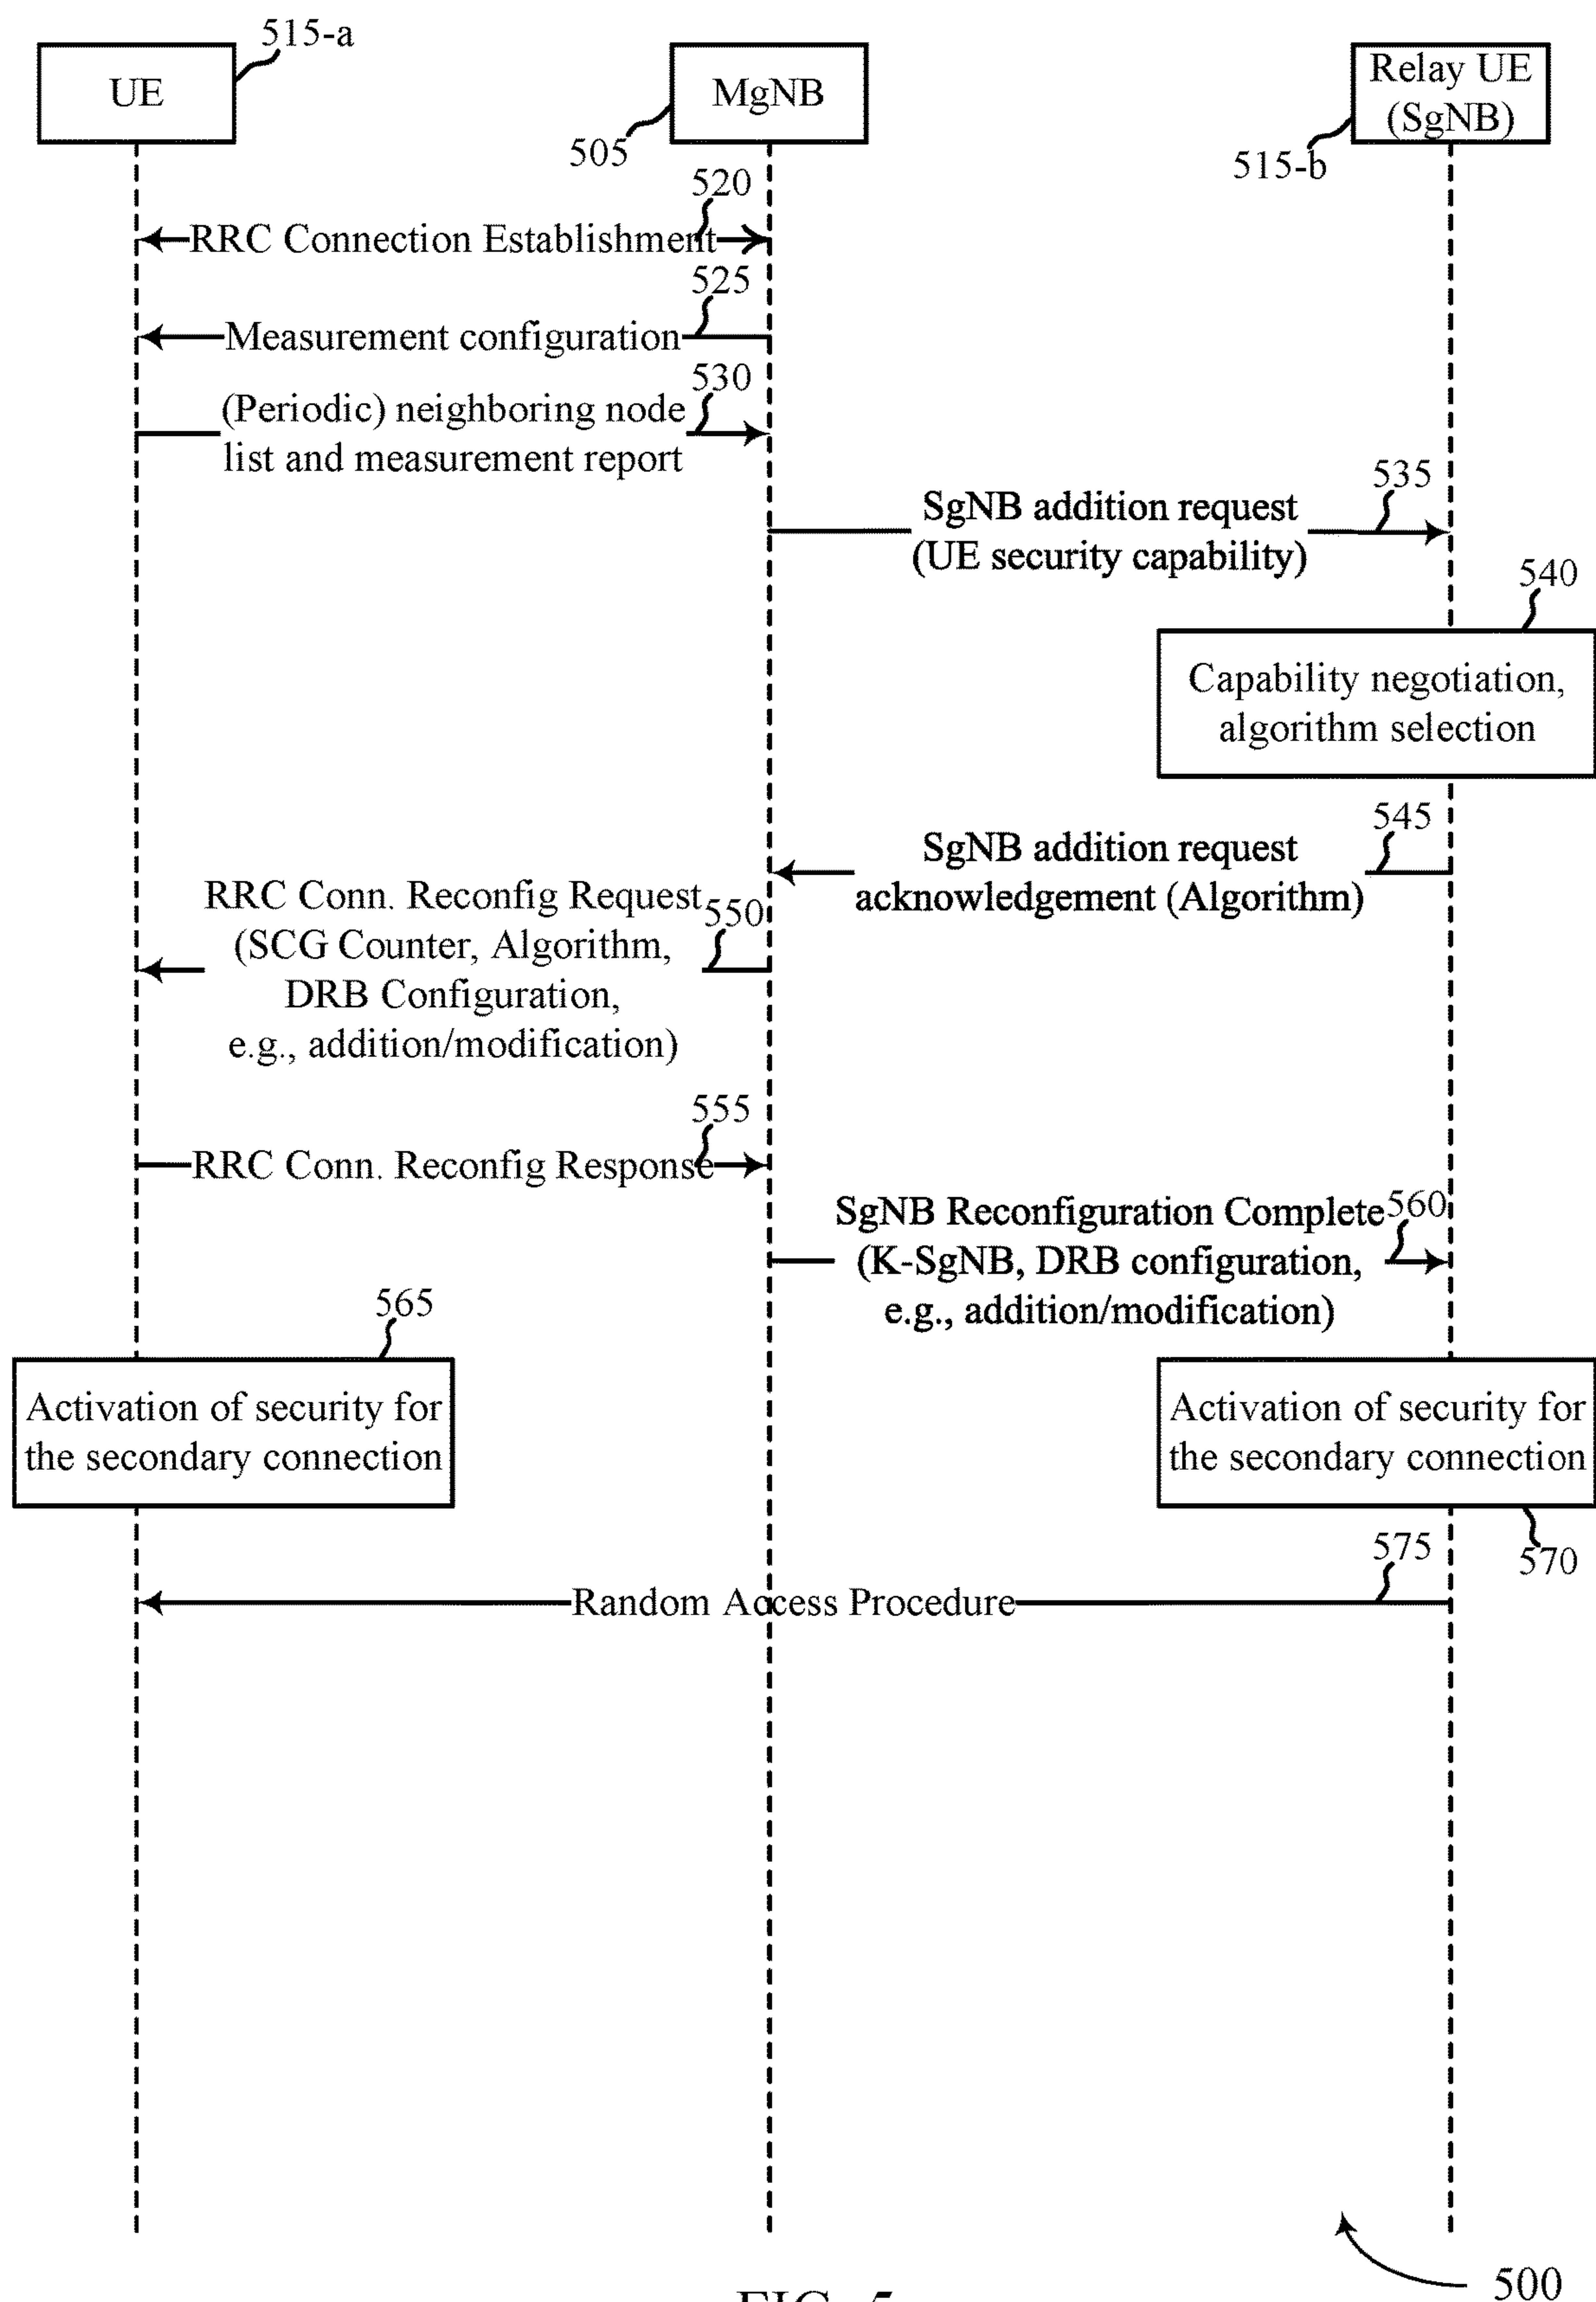 515-a
UE
MgNB
Relay UE
(SgNB)
505
515-b
520
RRC Connection Establishment
525
Measurement configuration
530
(Periodic) neighboring node
list and measurement report
535
SgNB addition request
(UE security capability)
540
Capability negotiation,
algorithm selection
545
SgNB addition request
acknowledgement (Algorithm)
550
RRC Conn. Reconfig Request
(SCG Counter, Algorithm,
DRB Configuration,
e.g., addition/modification)
555
RRC Conn. Reconfig Response
560
SgNB Reconfiguration Complete
(K-SgNB, DRB configuration,
e.g., addition/modification)
565
Activation of security for
the secondary connection
Activation of security for
the secondary connection
570
575
Random Access Procedure
500
FIG. 5